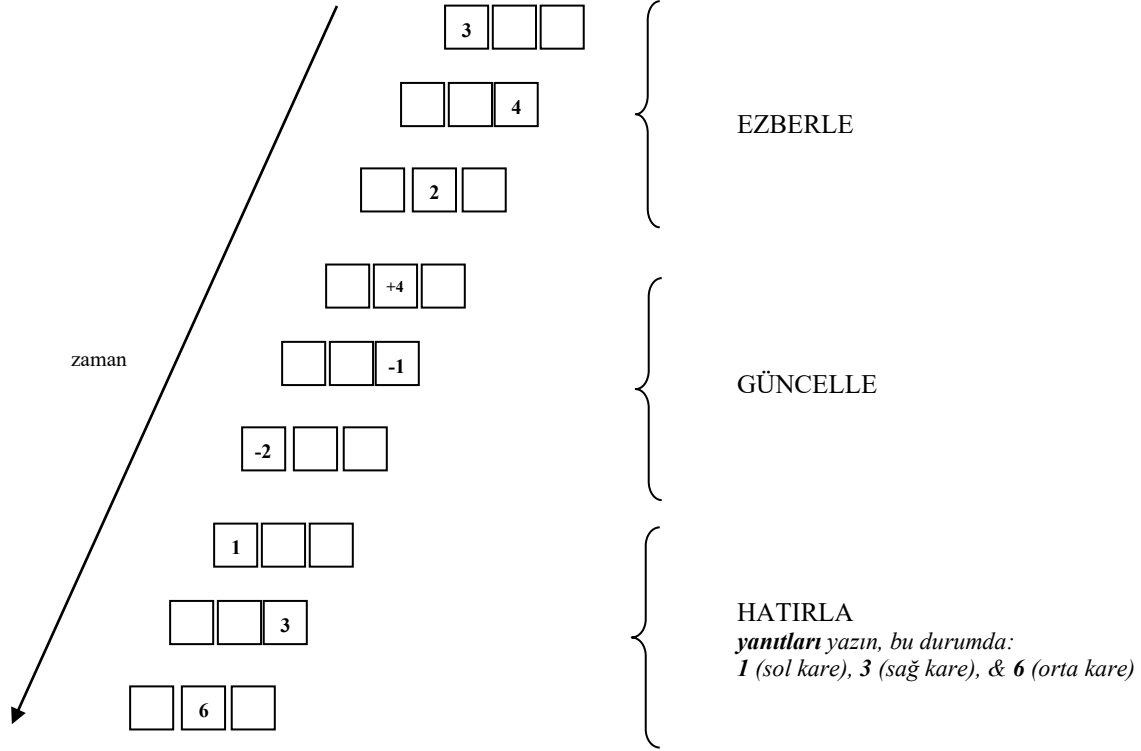 3
4
EZBERLE
2
+4
zaman
-1
GÜNCELLE
-2
1
3
HATIRLA
yanıtları yazın, bu durumda:
1 (sol kare), 3 (sağ kare), & 6 (orta kare)
6